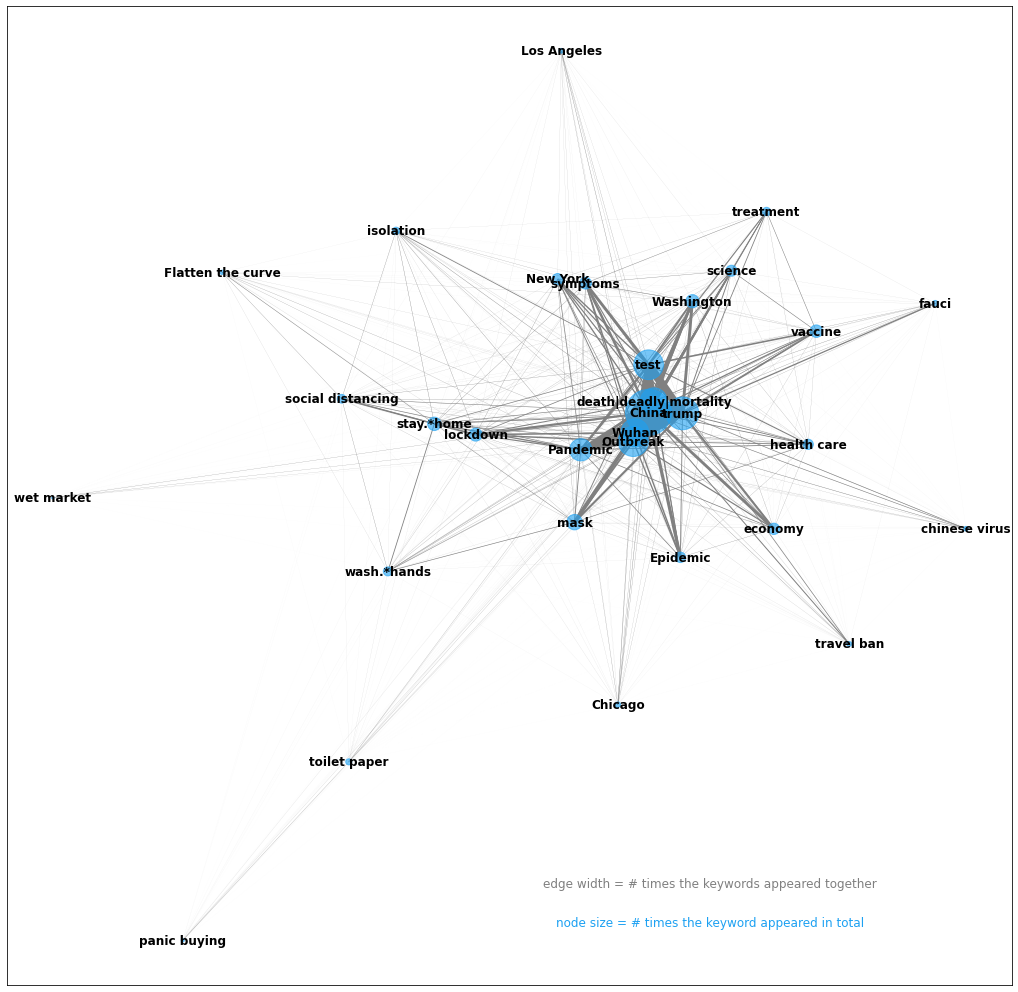 Los Angeles
treatment
isolation
science
Flatten the curve
New York
symptoms
Washington
fauci
vaccine
test
social distancing
death|deadly|mortality
China
trump
stay.*home
lockdown
Wuhan
Outbreak
health care
Pandemic
wet market
mask
economy
chinese virus
Epidemic
wash.*hands
travel ban
Chicago
toilet paper
edge width = # times the keywords appeared together
node size = # times the keyword appeared in total
panic buying